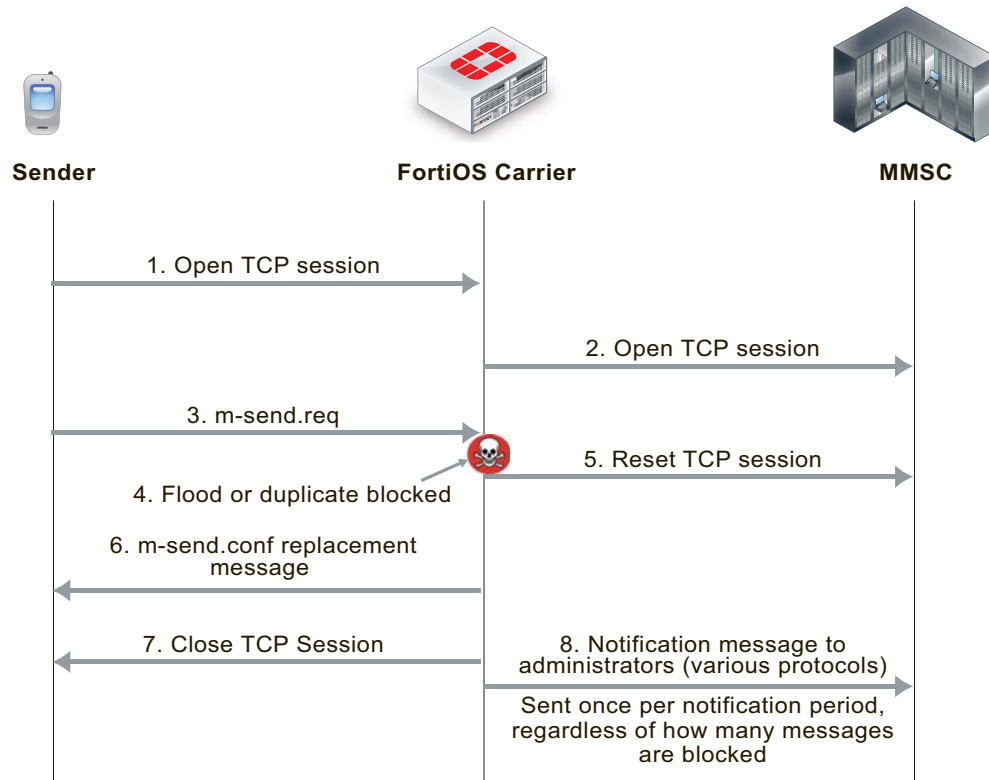 Sender
FortiOS Carrier
MMSC
1. Open TCP session
2. Open TCP session
3. m-send.req
4. Flood or duplicate blocked
5. Reset TCP session
6. m-send.conf replacement
message
7. Close TCP Session
8. Notification message to
administrators (various protocols)
Sent once per notification period,
regardless of how many messages
are blocked